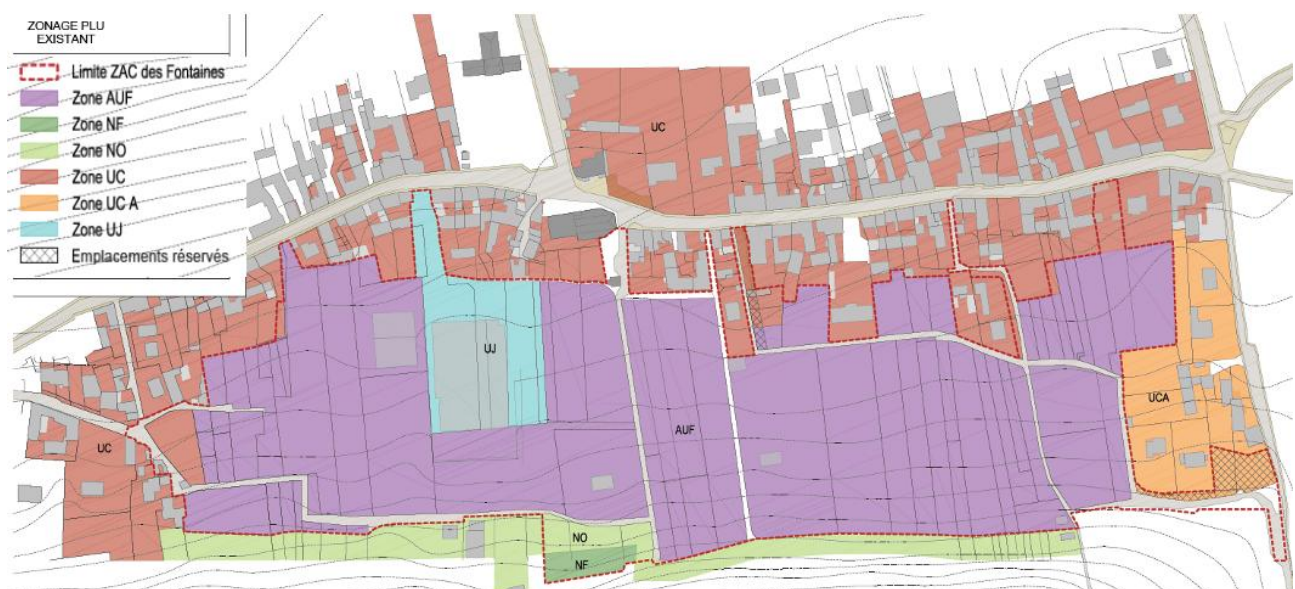 ZONAGE PLU
EXISTANT
Limite ZAC des Fontaines
Zone AUF
Zone NF
Zone NO
Zone UC
Zone UC A
Zone UJ
Emplacements réservés
UC
UJ
UCA
AUF
UC
NO
NF